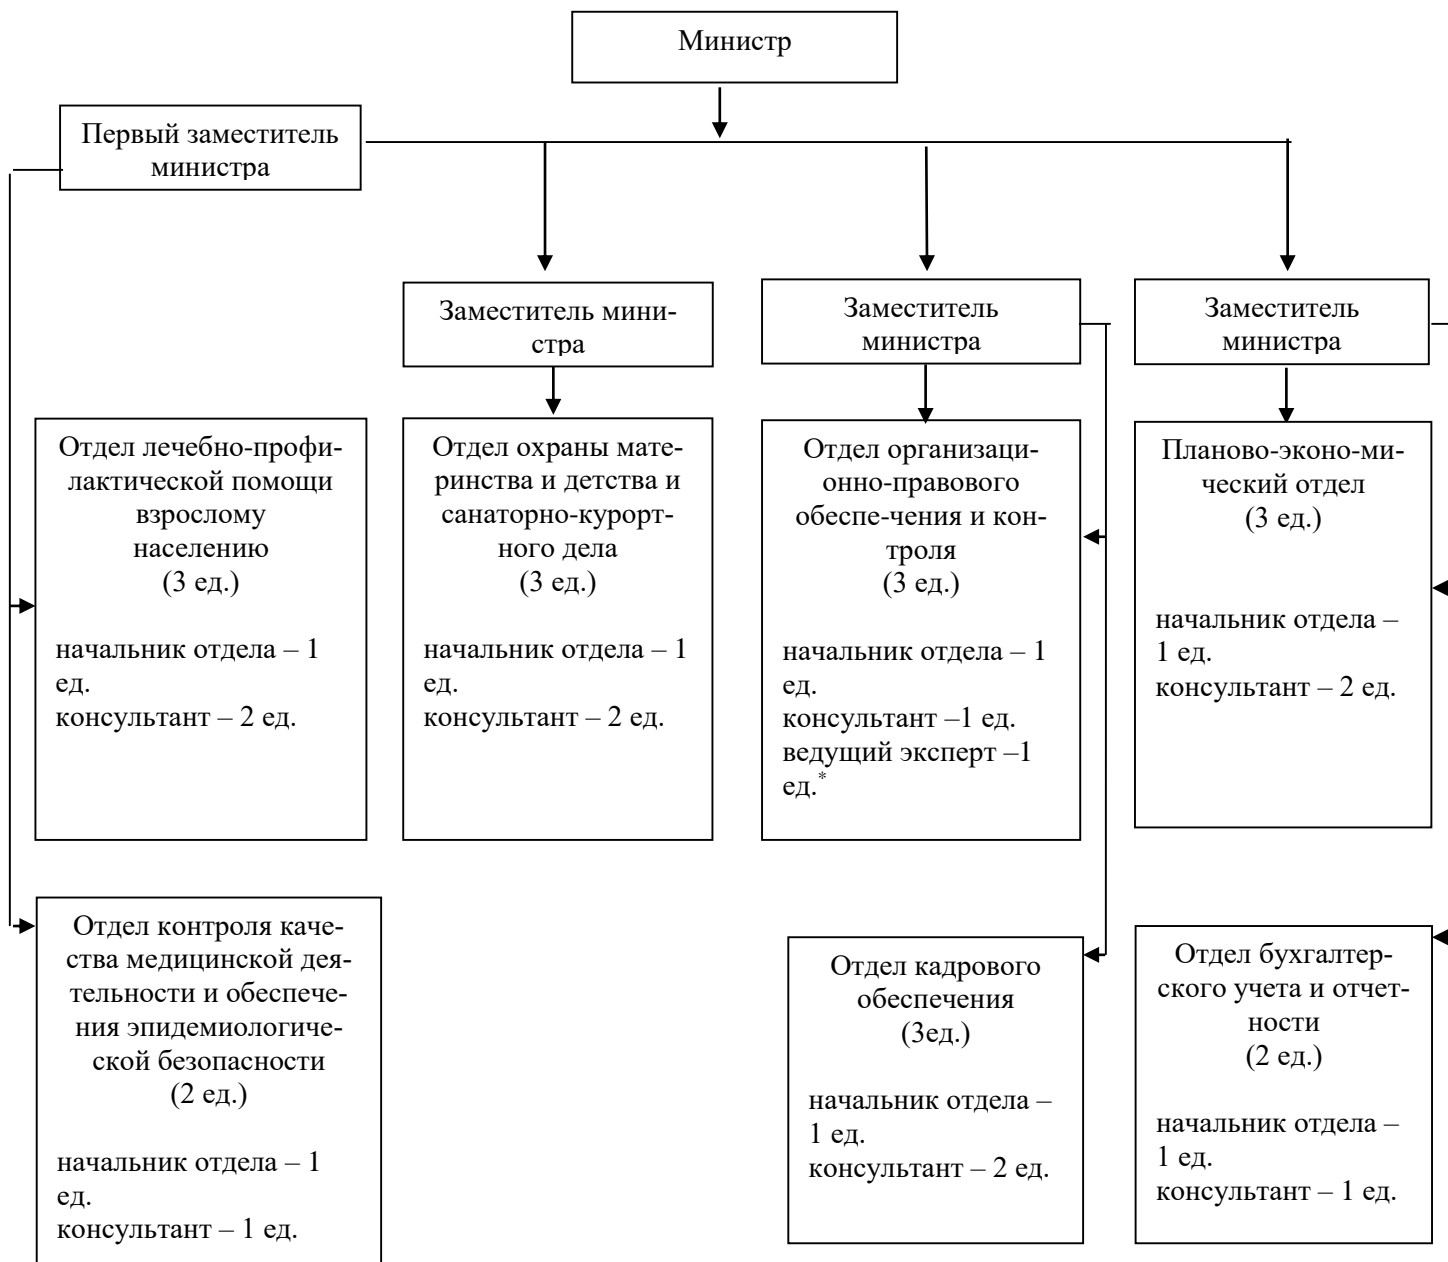 Министр
Первый заместитель
министра
Заместитель мини-
стра
Заместитель
министра
Заместитель
министра
Отдел лечебно-профи-
лактической помощи
взрослому
населению
(3 ед.)
начальник отдела – 1
ед.
консультант – 2 ед.
Отдел охраны мате-
ринства и детства и
санаторно-курорт-
ного дела
(3 ед.)
начальник отдела – 1
ед.
консультант – 2 ед.
Отдел организаци-
онно-правового
обеспе-чения и кон-
троля
(3 ед.)
начальник отдела – 1
ед.
консультант –1 ед.
ведущий эксперт –1
ед.*
Планово-эконо-ми-
ческий отдел
(3 ед.)
начальник отдела –
1 ед.
консультант – 2 ед.
Отдел контроля каче-
ства медицинской дея-
тельности и обеспече-
ния эпидемиологиче-
ской безопасности
(2 ед.)
начальник отдела – 1
ед.
консультант – 1 ед.
Отдел кадрового
обеспечения
(3ед.)
начальник отдела –
1 ед.
консультант – 2 ед.
Отдел бухгалтер-
ского учета и отчет-
ности
(2 ед.)
начальник отдела –
1 ед.
консультант – 1 ед.